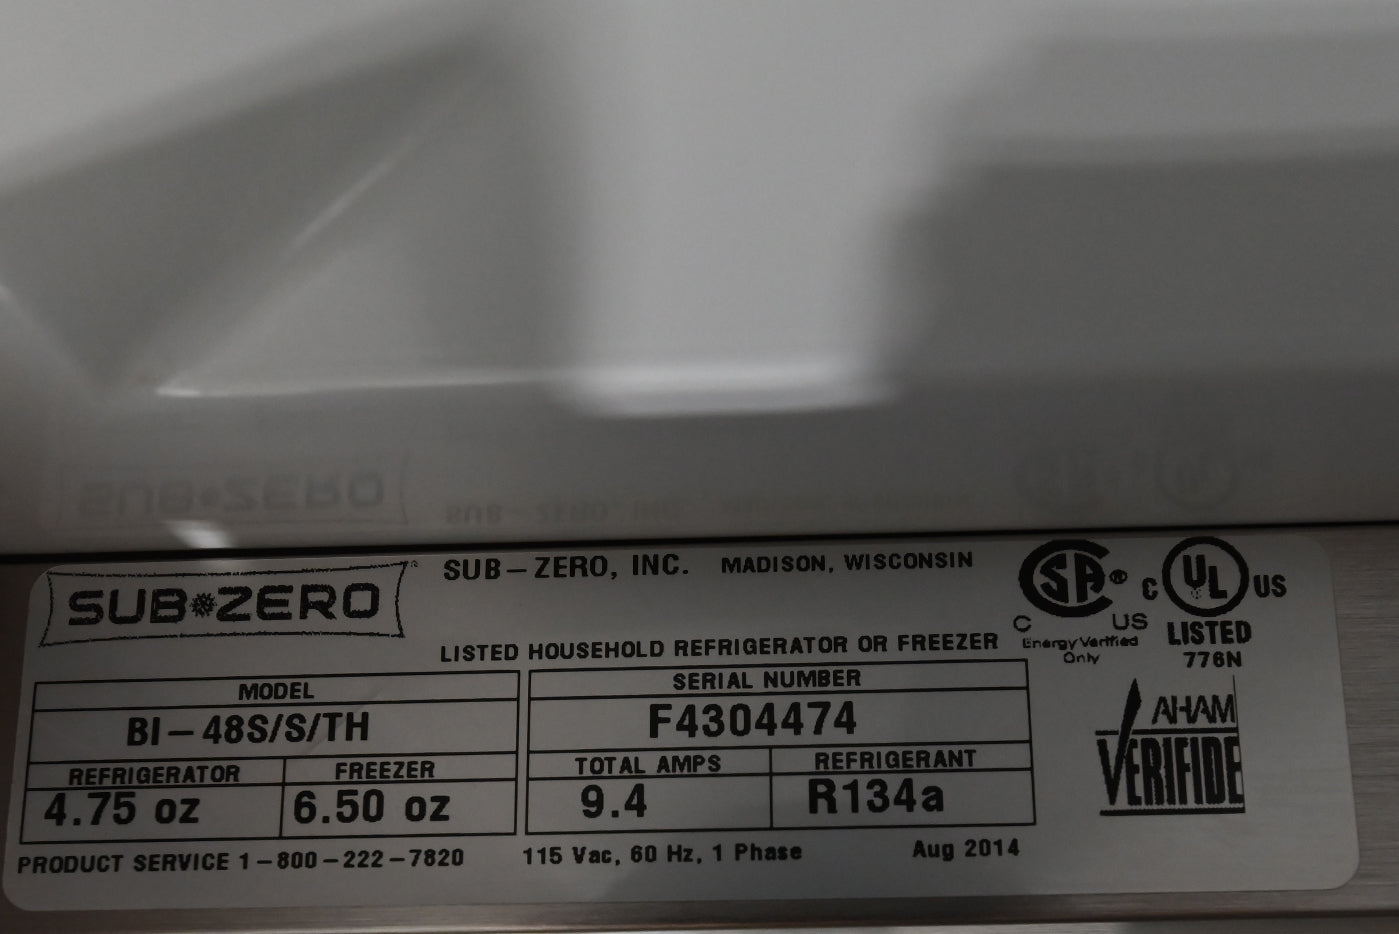 SUB-ZERO
SUB-ZERO, INC. MADISON, WISCONSIN
SA ®
C US
Energy Verified
Only
C UL US
LISTED
776N
LISTED HOUSEHOLD REFRIGERATOR OR FREEZER
MODEL
BI-48S/S/TH
SERIAL NUMBER
F4304474
REFRIGERATOR FREEZER
4.75 oz 6.50 oz
TOTAL AMPS REFRIGERANT
9.4 R134a
AHAM
VERIFIDE
PRODUCT SERVICE 1-800-222-7820 115 Vac, 60 Hz, 1 Phase Aug 2014